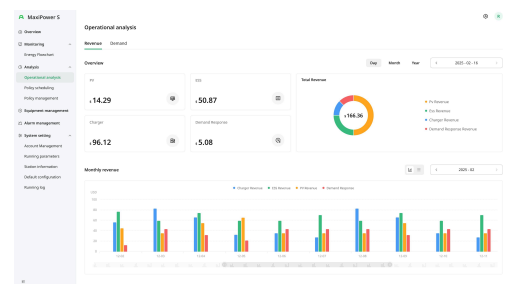 MaxiPower S
Overview
Monitoring
Energy Flowchart
Analysis
Operational analysis
Policy scheduling
Policy management
Equipment management
Alarm management
System setting
Account Management
Running parameters
Station information
Default configuration
Running log
Operational analysis
Revenue Demand
Overview
Day Month Year
2025 - 02 - 16
PV
14.29
ESS
50.87
Charger
96.12
Demand Response
5.08
Total Revenue
166.36
PV Revenue
Ess Revenue
Charger Revenue
Demand Response Revenue
Monthly revenue
2025 - 02
Charger Revenue ESS Revenue PV Revenue Demand Response
100
80
60
40
20
0